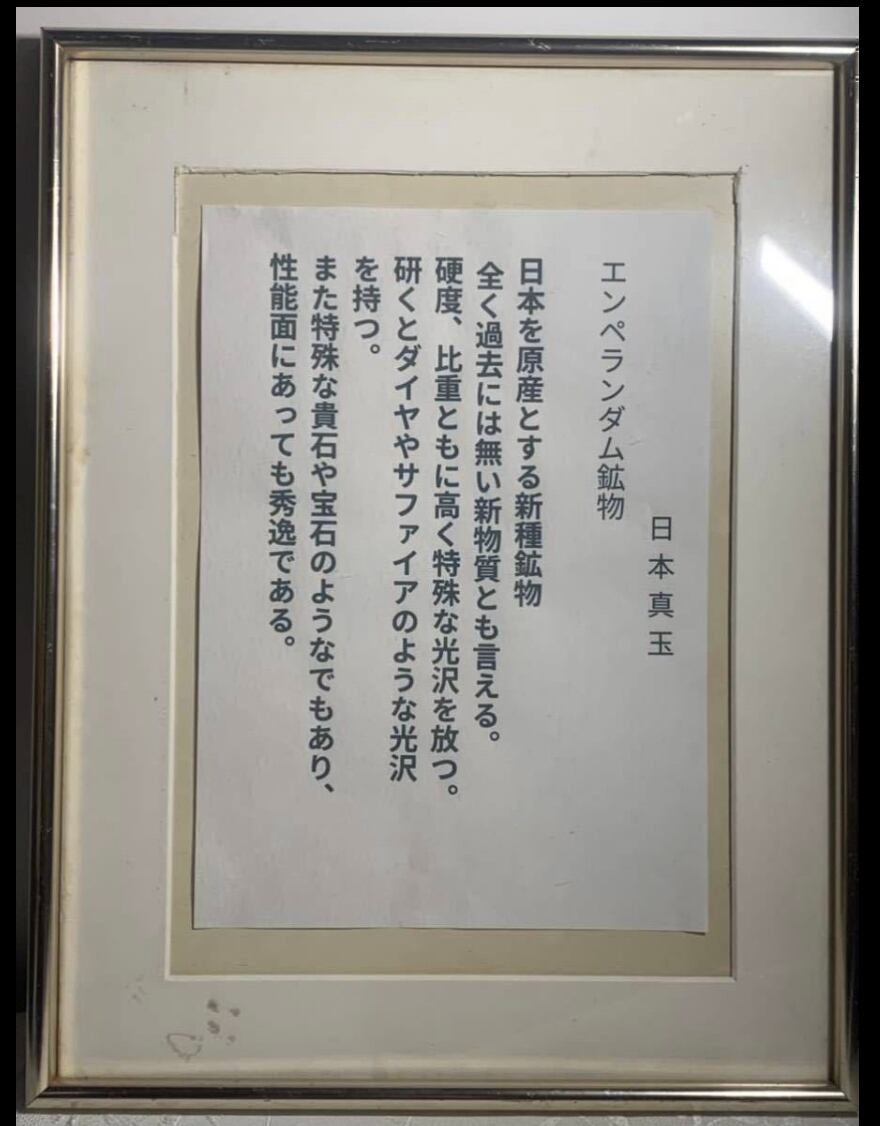 日本真玉
エンペランダム鉱物
日本を原産とする新種鉱物
全く過去には無い新物質とも言える。
硬度、比重ともに高く特殊な光沢を放つ。
研くとダイヤやサファイアのような光沢
を持つ。
また特殊な貴石や宝石のようなでもあり、
性能面にあっても秀逸である。